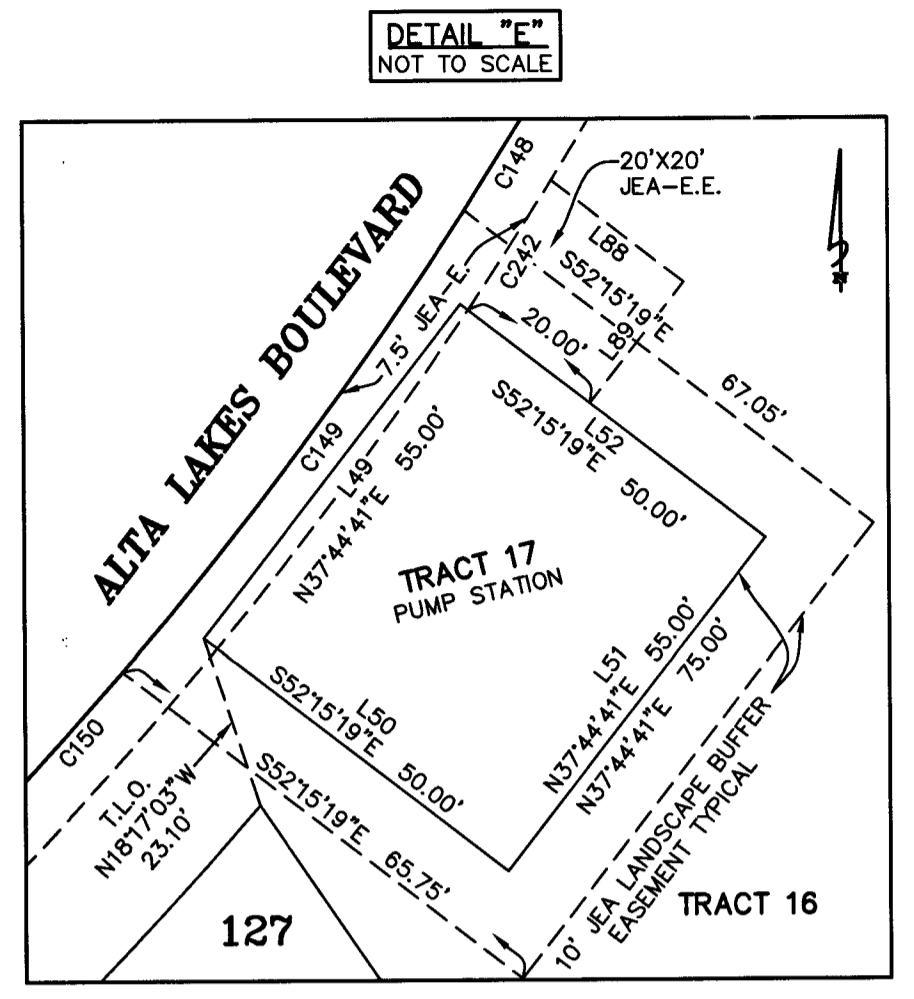 DETAIL "E"
NOT TO SCALE
C148
20'X20'
JEA-E.E.
ALTA LAKES BOULEVARD
L88
S52°15'19"E
C242
7.5' JEA-E.
L89
20.00'
67.05'
L52
S52°15'19"E 50.00'
C149
L49
N37°44'41"E 55.00'
TRACT 17
PUMP STATION
L51
N37°44'41"E 55.00'
N37°44'41"E 75.00'
L50
S52°15'19"E 50.00'
C150
T.L.O.
N18°17'03"W
23.10'
S52°15'19"E 65.75'
10' JEA LANDSCAPE BUFFER
EASEMENT TYPICAL
TRACT 16
127
N